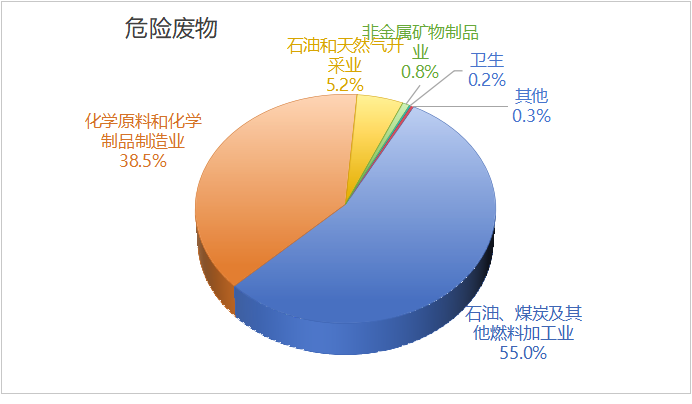 危险废物
石油和天然气开
采业
5.2%
非金属矿物制品
业
0.8%
卫生
0.2%
其他
0.3%
化学原料和化学
制品制造业
38.5%
石油、煤炭及其
他燃料加工业
55.0%